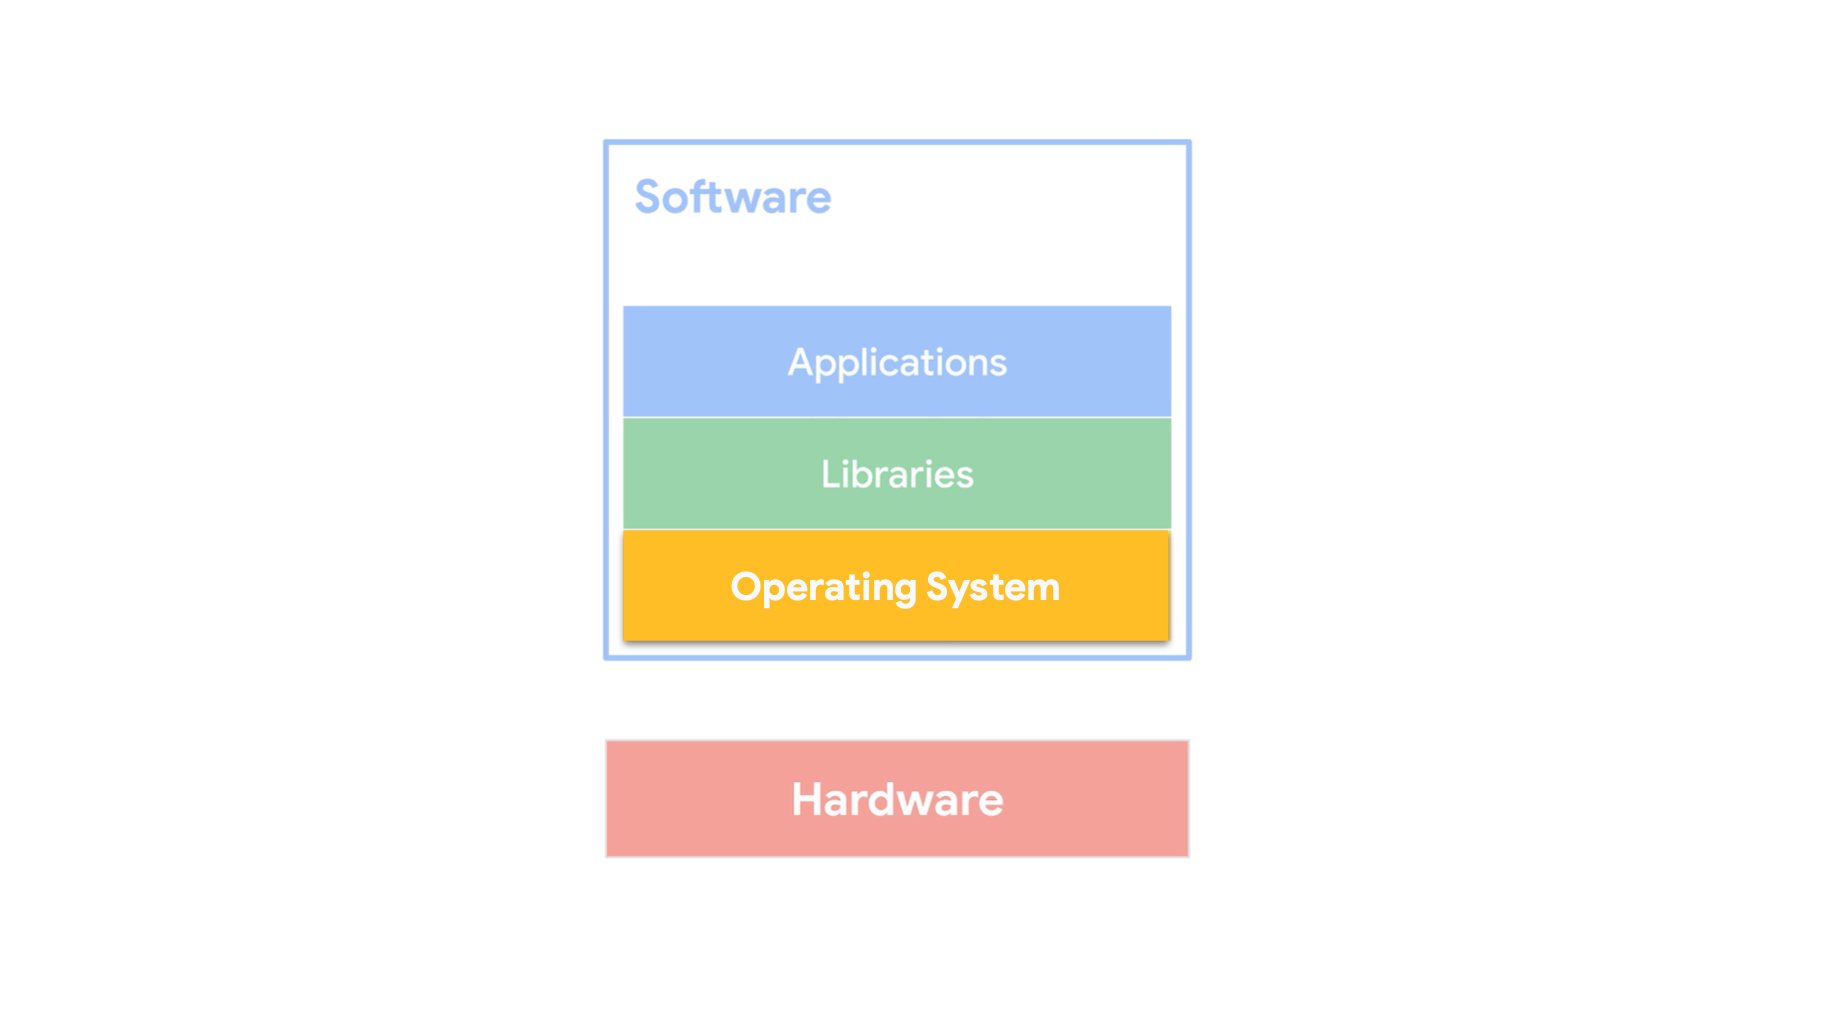 Software
Applications
Libraries
Operating System
Hardware